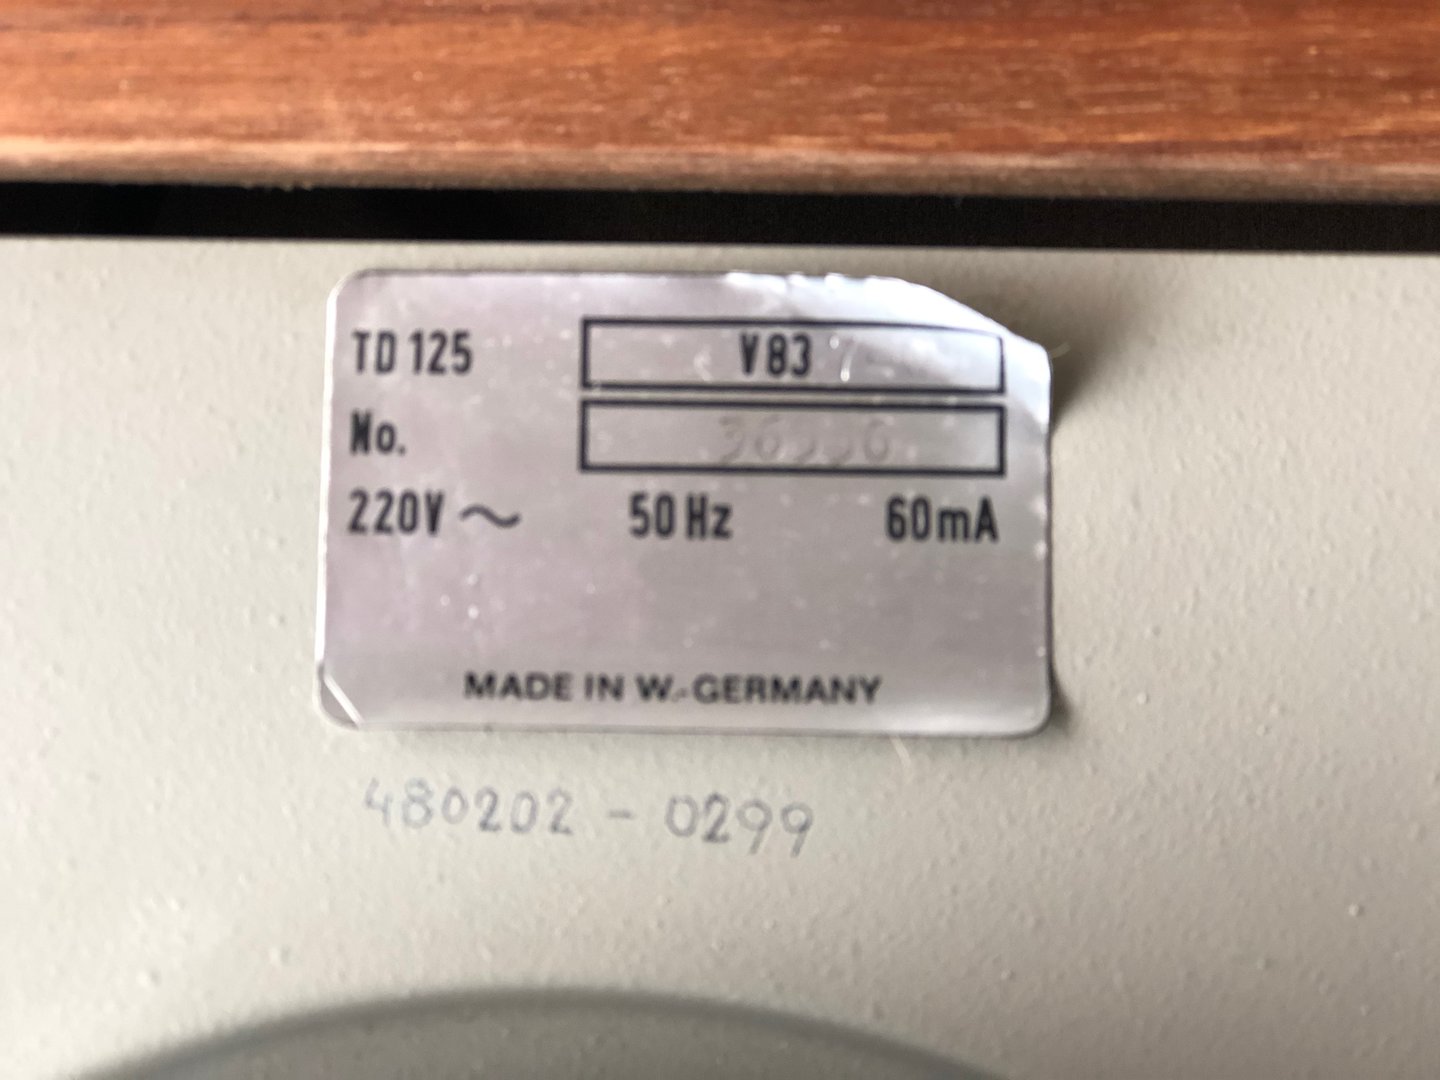 TD 125 V83
No.
220V ~ 50 Hz 60mA
MADE IN W.-GERMANY
480202 - 0299